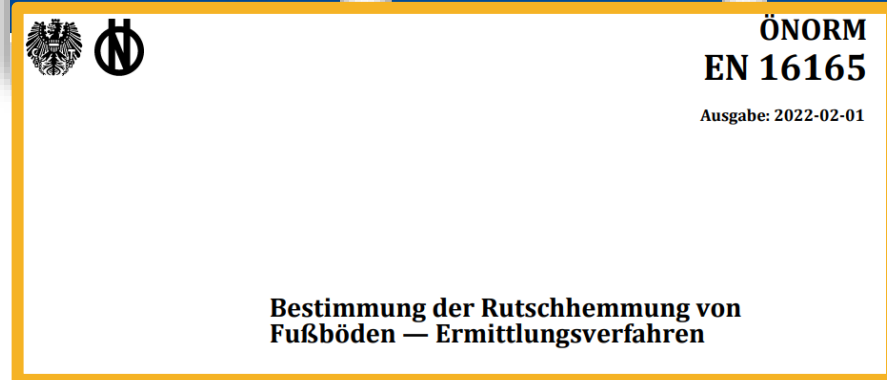 ÖNORM
EN 16165
Ausgabe: 2022-02-01
Bestimmung der Rutschhemmung von
Fußböden — Ermittlungsverfahren